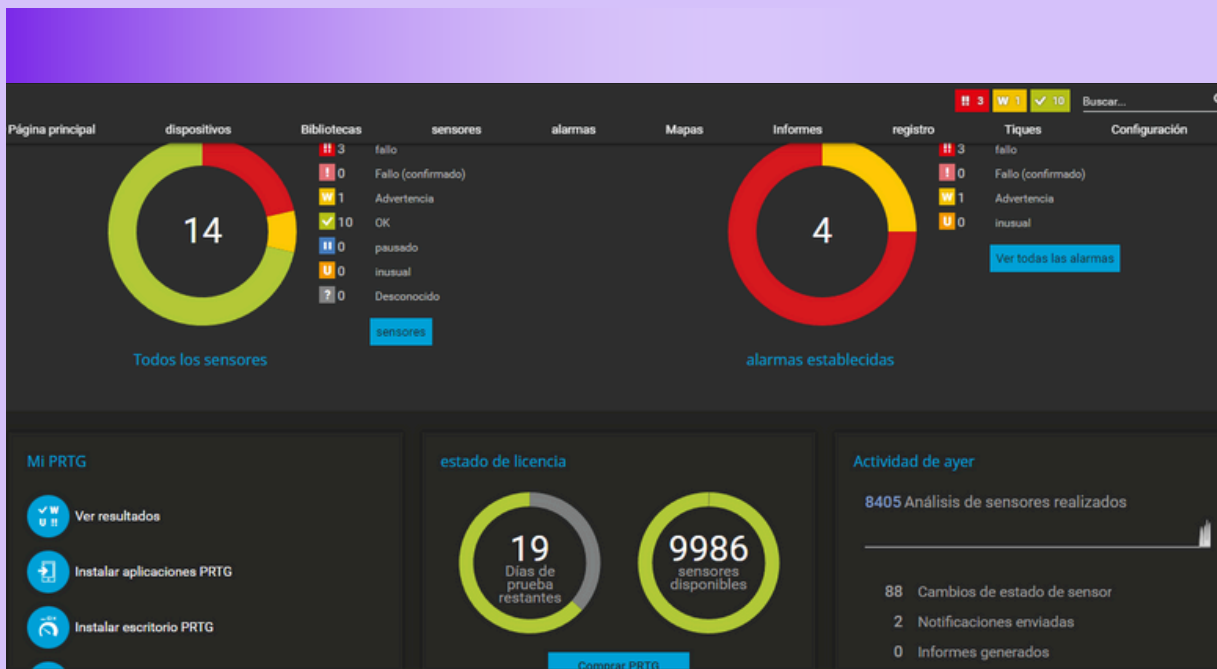 !! 3 W 1 ✓ 10 Buscar...
Página principal dispositivos Bibliotecas sensores alarmas Mapas Informes registro Tiques Configuración
14
!! 3 fallo
! 0 Fallo (confirmado)
W 1 Advertencia
✓ 10 OK
II 0 pausado
U 0 inusual
? 0 Desconocido
sensores
Todos los sensores
4
!! 3 fallo
! 0 Fallo (confirmado)
W 1 Advertencia
U 0 inusual
Ver todas las alarmas
alarmas establecidas
Mi PRTG
✓ W
U !!
Ver resultados
Instalar aplicaciones PRTG
Instalar escritorio PRTG
estado de licencia
19
Días de
prueba
restantes
9986
sensores
disponibles
Comprar PRTG
Actividad de ayer
8405 Análisis de sensores realizados
88 Cambios de estado de sensor
2 Notificaciones enviadas
0 Informes generados